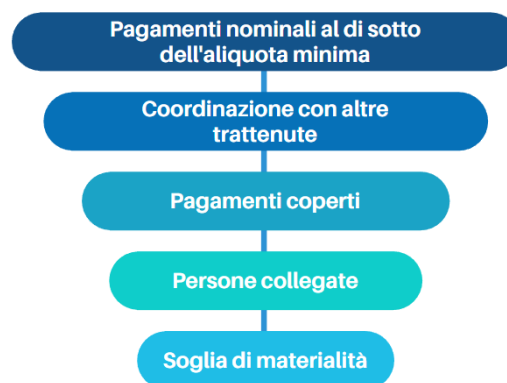 Pagamenti nominali al di sotto
dell'aliquota minima
Coordinazione con altre
trattenute
Pagamenti coperti
Persone collegate
Soglia di materialità